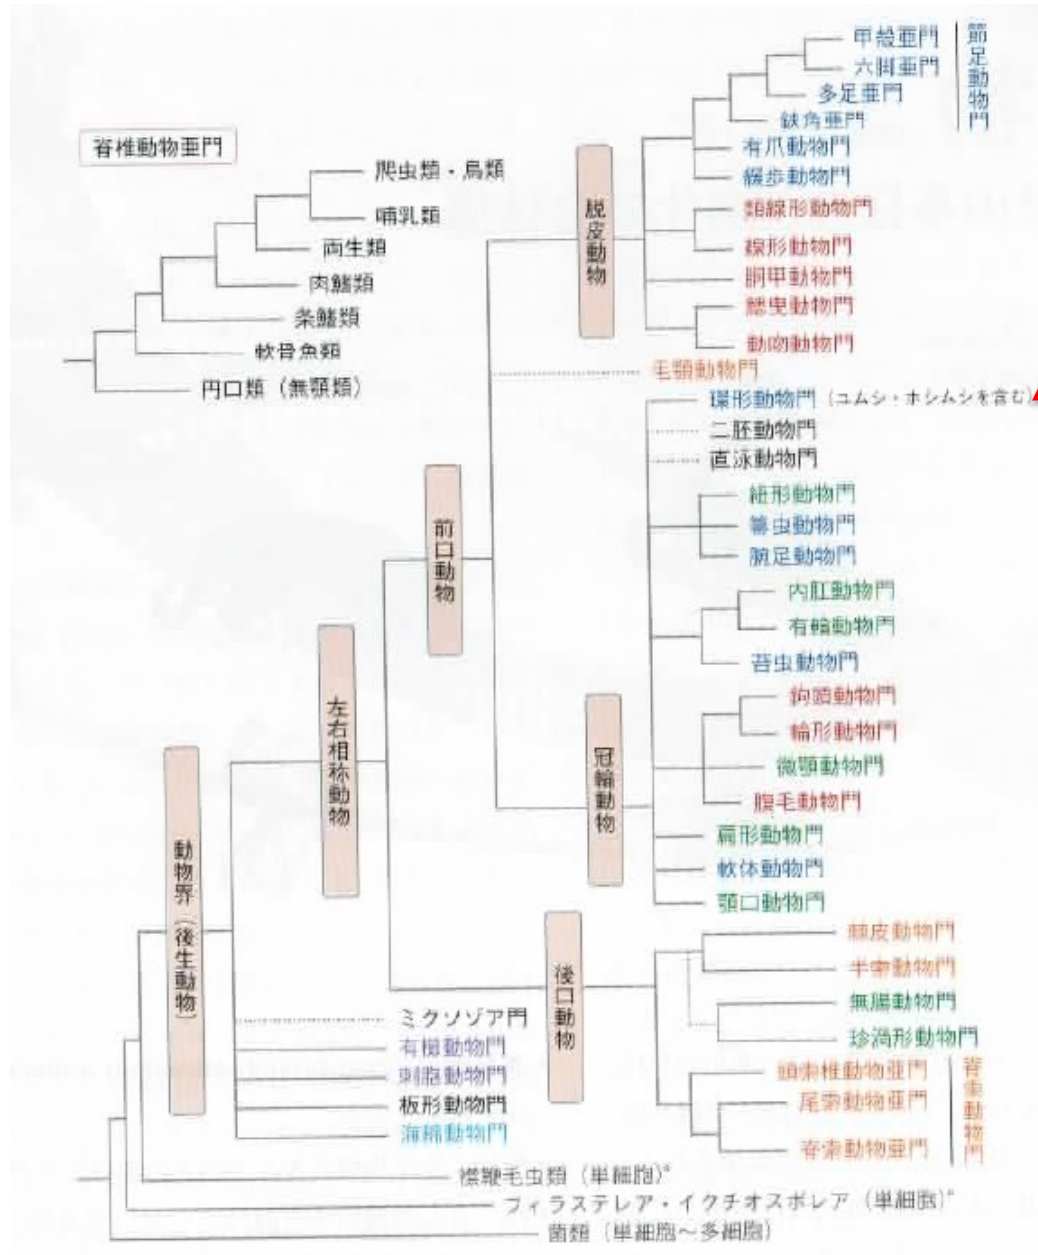 甲殻亜門
六脚亜門
多足亜門
鋏角亜門
節足動物門
有爪動物門
緩歩動物門
類線形動物門
線形動物門
胴甲動物門
鰓曳動物門
動吻動物門
脱皮動物
脊椎動物亜門
爬虫類・鳥類
哺乳類
両生類
肉鰭類
条鰭類
軟骨魚類
円口類（無顎類）
毛顎動物門
環形動物門（ユムシ・ホシムシを含む）
二胚動物門
直泳動物門
紐形動物門
箒虫動物門
腕足動物門
内肛動物門
有輪動物門
苔虫動物門
鉤頭動物門
輪形動物門
微顎動物門
腹毛動物門
扁形動物門
軟体動物門
顎口動物門
前口動物
冠輪動物
左右相称動物
動物界（後生動物）
後口動物
棘皮動物門
半索動物門
無腸動物門
珍渦形動物門
頭索椎動物亜門
尾索動物亜門
脊索動物亜門
脊索動物門
ミクソゾア門
有櫛動物門
刺胞動物門
板形動物門
海綿動物門
襟鞭毛虫類（単細胞）*
フィラステレア・イクチオスポレア（単細胞）*
菌類（単細胞～多細胞）